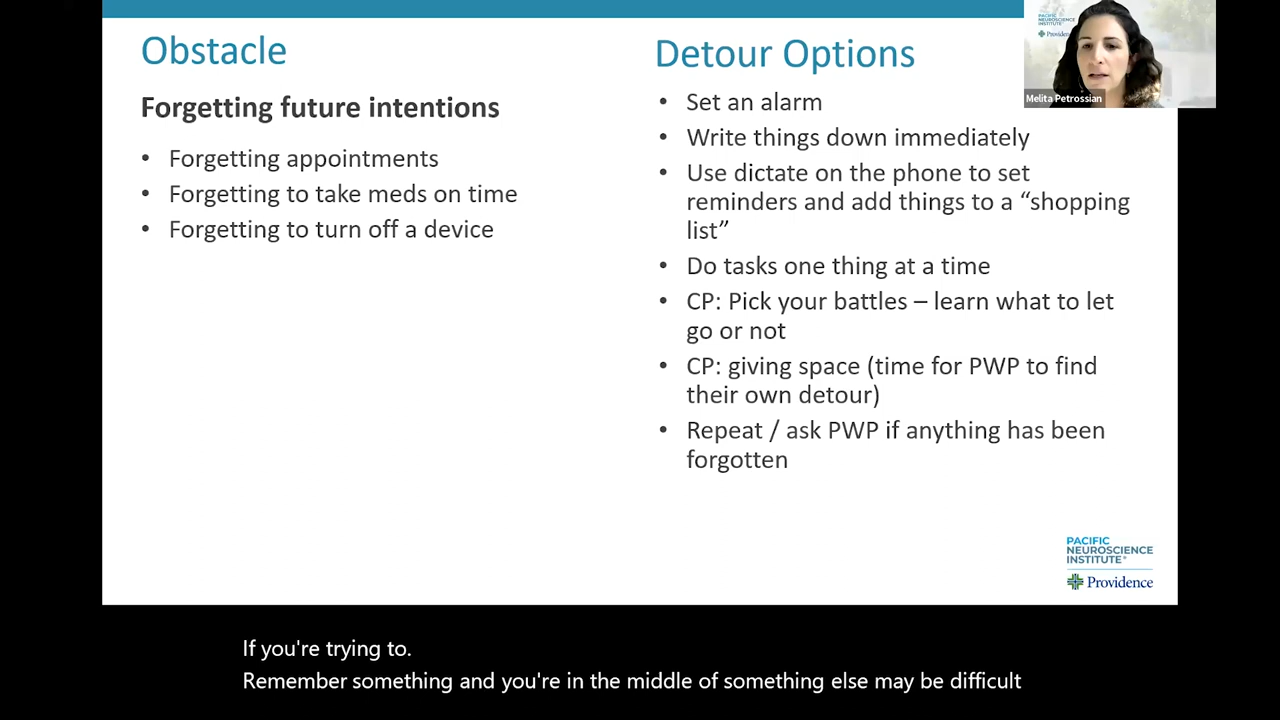 Obstacle
Forgetting future intentions
• Forgetting appointments
• Forgetting to take meds on time
• Forgetting to turn off a device
Detour Options
• Set an alarm
• Write things down immediately
• Use dictate on the phone to set
reminders and add things to a “shopping
list”
• Do tasks one thing at a time
• CP: Pick your battles – learn what to let
go or not
• CP: giving space (time for PWP to find
their own detour)
• Repeat / ask PWP if anything has been
forgotten
PACIFIC
NEUROSCIENCE
INSTITUTE
Melita Petrossian
PACIFIC
NEUROSCIENCE
INSTITUTE®
Providence
If you're trying to.
Remember something and you're in the middle of something else may be difficult